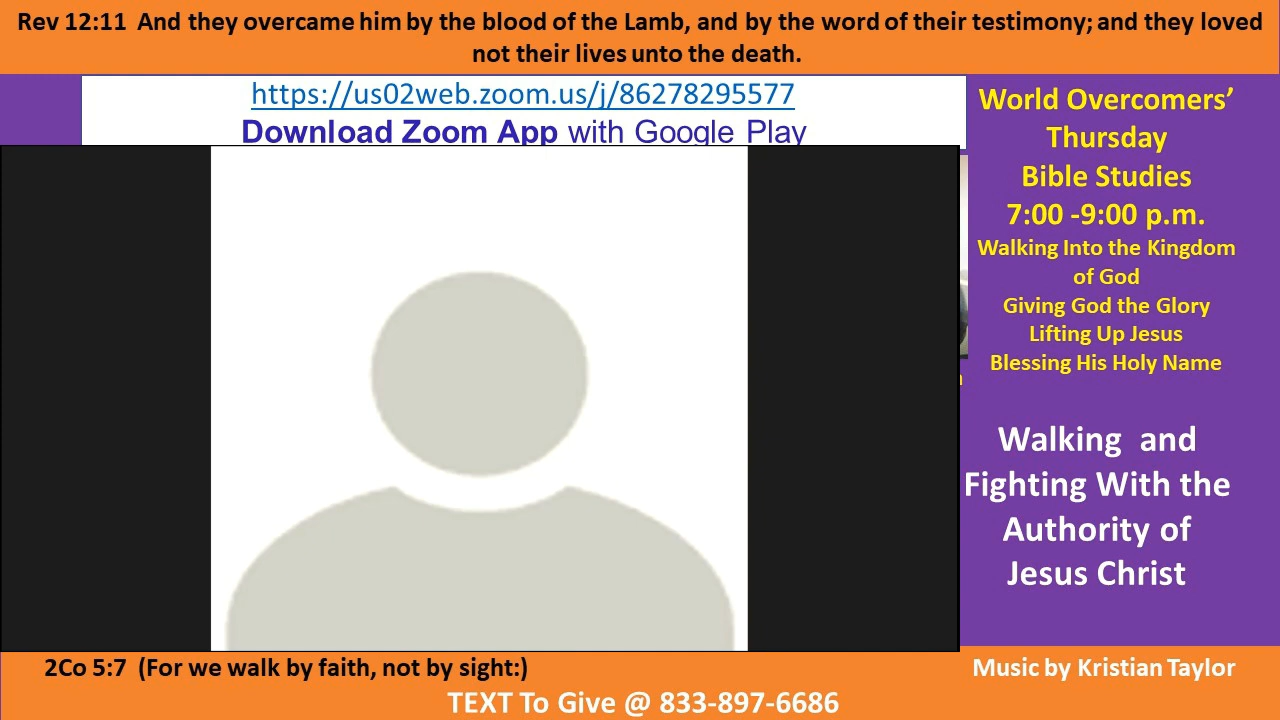 Rev 12:11  And they overcame him by the blood of the Lamb, and by the word of their testimony; and they loved
not their lives unto the death.
https://us02web.zoom.us/j/86278295577
Download Zoom App with Google Play
World Overcomers’
Thursday
Bible Studies
7:00 -9:00 p.m.
Walking Into the Kingdom
of God
Giving God the Glory
Lifting Up Jesus
Blessing His Holy Name
Walking  and
Fighting With the
Authority of
Jesus Christ
2Co 5:7  (For we walk by faith, not by sight:)
Music by Kristian Taylor
TEXT To Give @ 833-897-6686